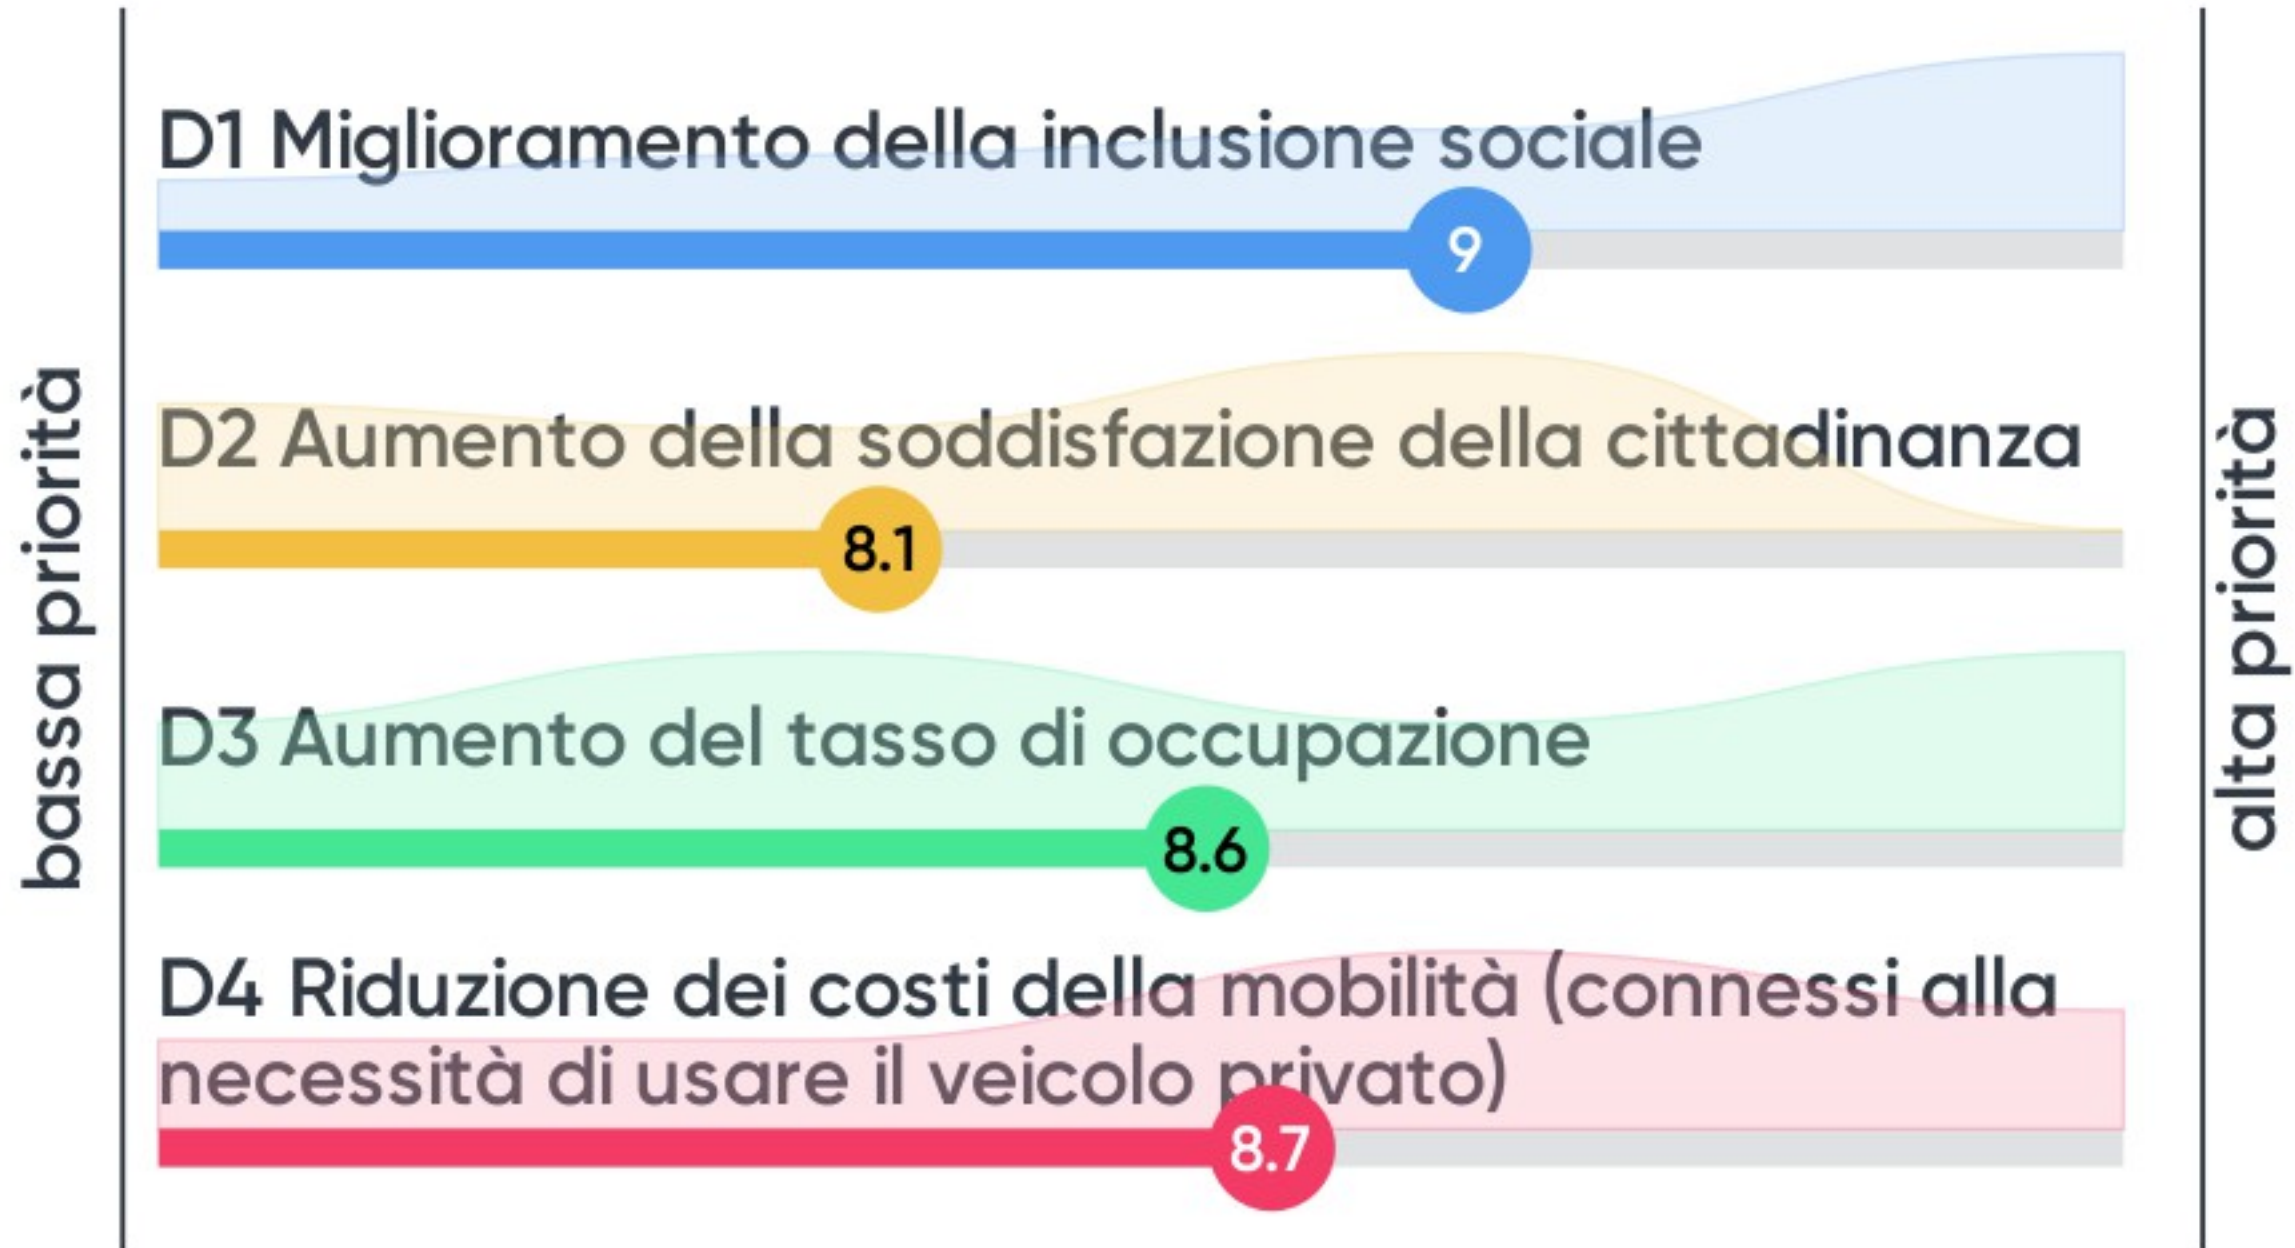 bassa priorità
D1 Miglioramento della inclusione sociale
9
D2 Aumento della soddisfazione della cittadinanza
8.1
D3 Aumento del tasso di occupazione
8.6
D4 Riduzione dei costi della mobilità (connessi alla
necessità di usare il veicolo privato)
8.7
alta priorità